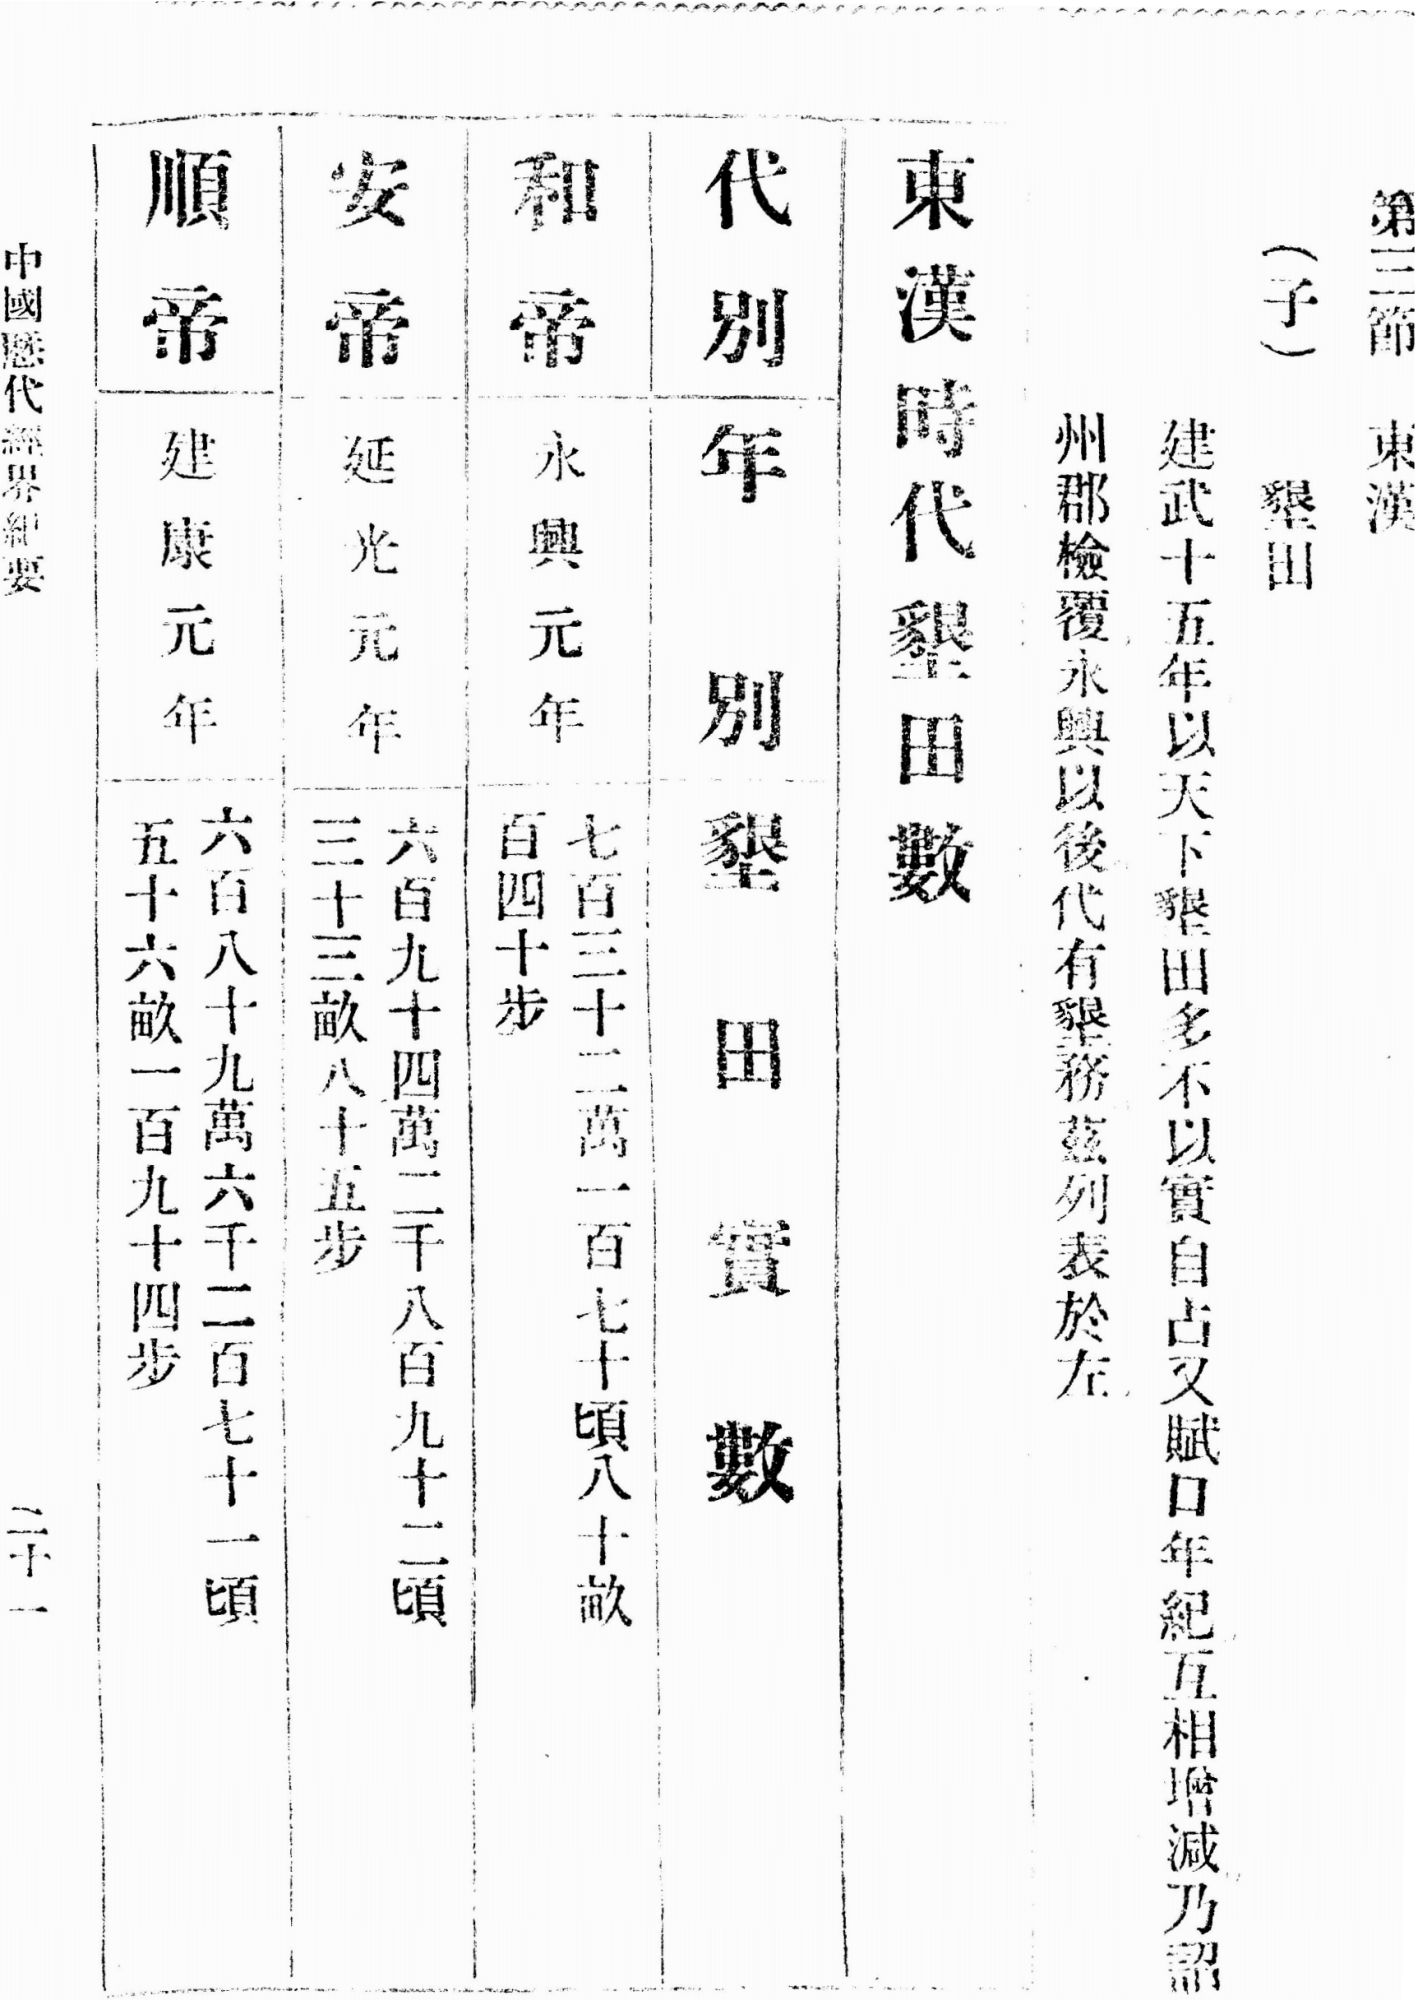 第三節　東漢
（子）　墾田
建武十五年以天下墾田多不以實自占又賦口年紀互相增減乃詔
州郡檢覆永興以後代有墾務茲列表於左
東漢時代墾田數
代別　年別　墾田實數
和帝　永興元年　七百三十二萬一百七十頃八十畝
百四十步
安帝　延光元年　六百九十四萬二千八百九十二頃
三十三畝八十五步
順帝　建康元年　六百八十九萬六千二百七十一頃
五十六畝一百九十四步
中國歷代經界紀要　二十一